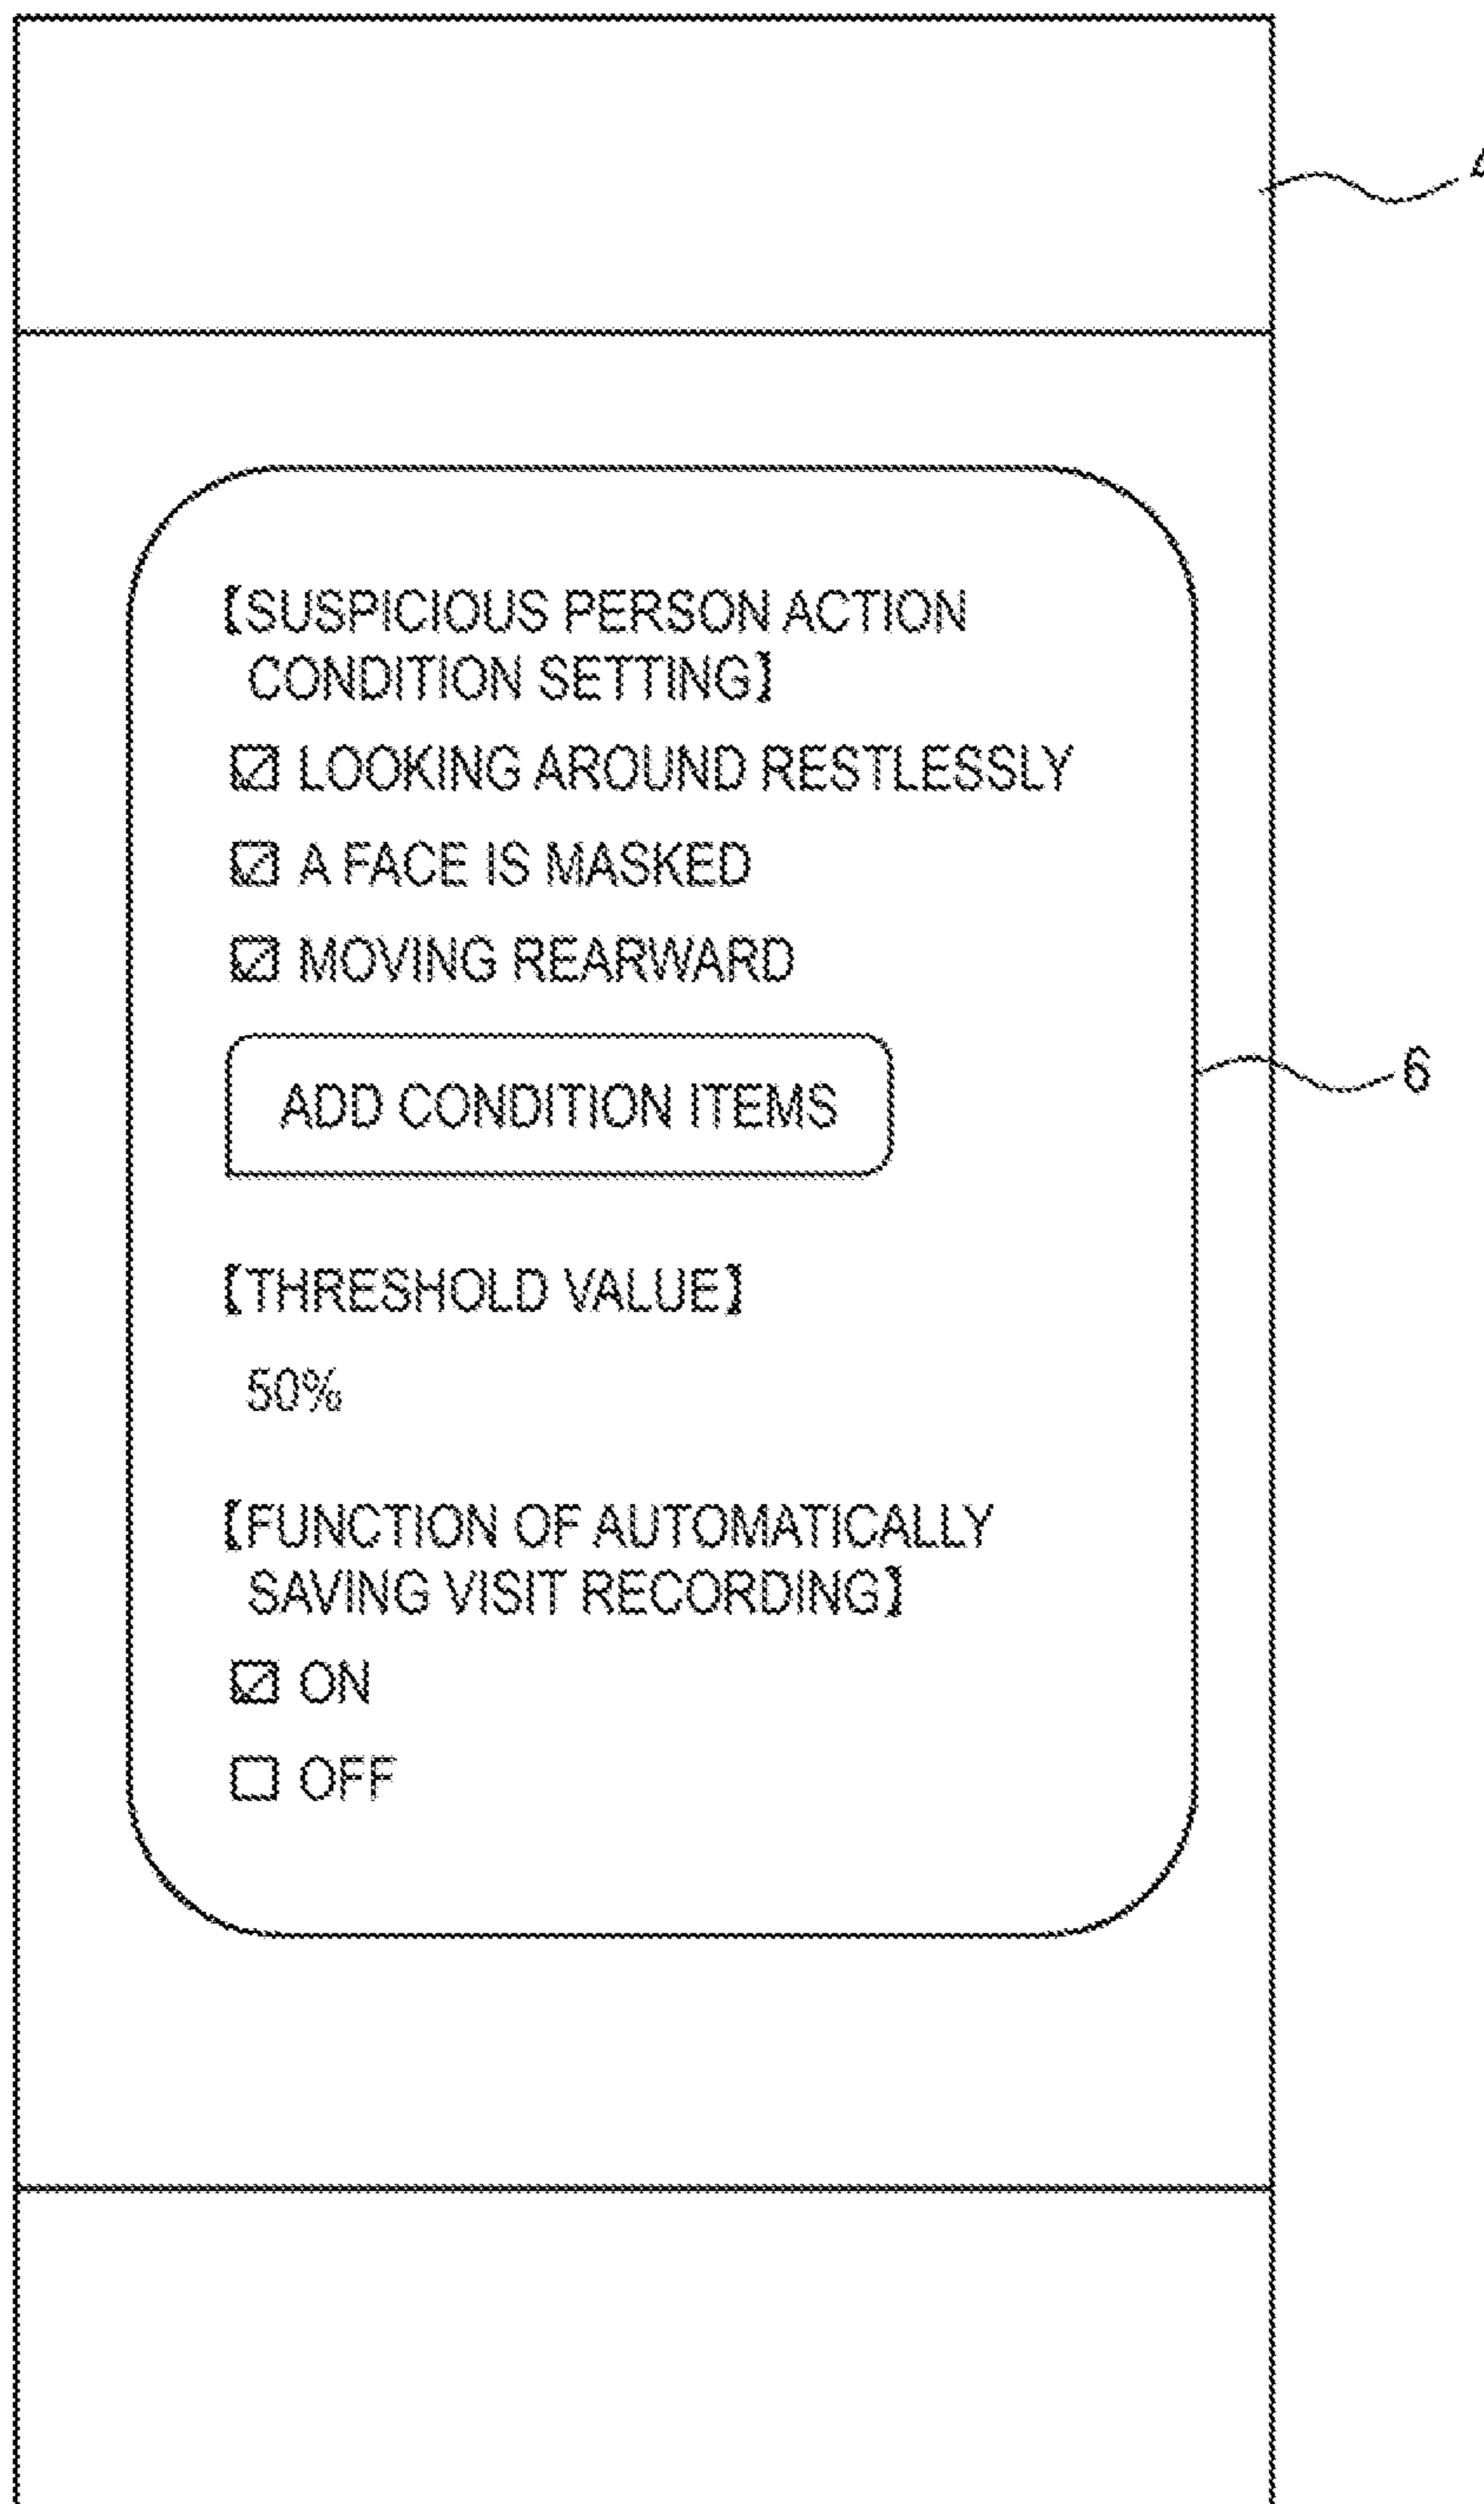 【SUSPICIOUS PERSON ACTION
CONDITION SETTING】
☑ LOOKING AROUND RESTLESSLY
☑ A FACE IS MASKED
☑ MOVING REARWARD
6
ADD CONDITION ITEMS
【THRESHOLD VALUE】
50%
【FUNCTION OF AUTOMATICALLY
SAVING VISIT RECORDING】
☑ ON
☐ OFF